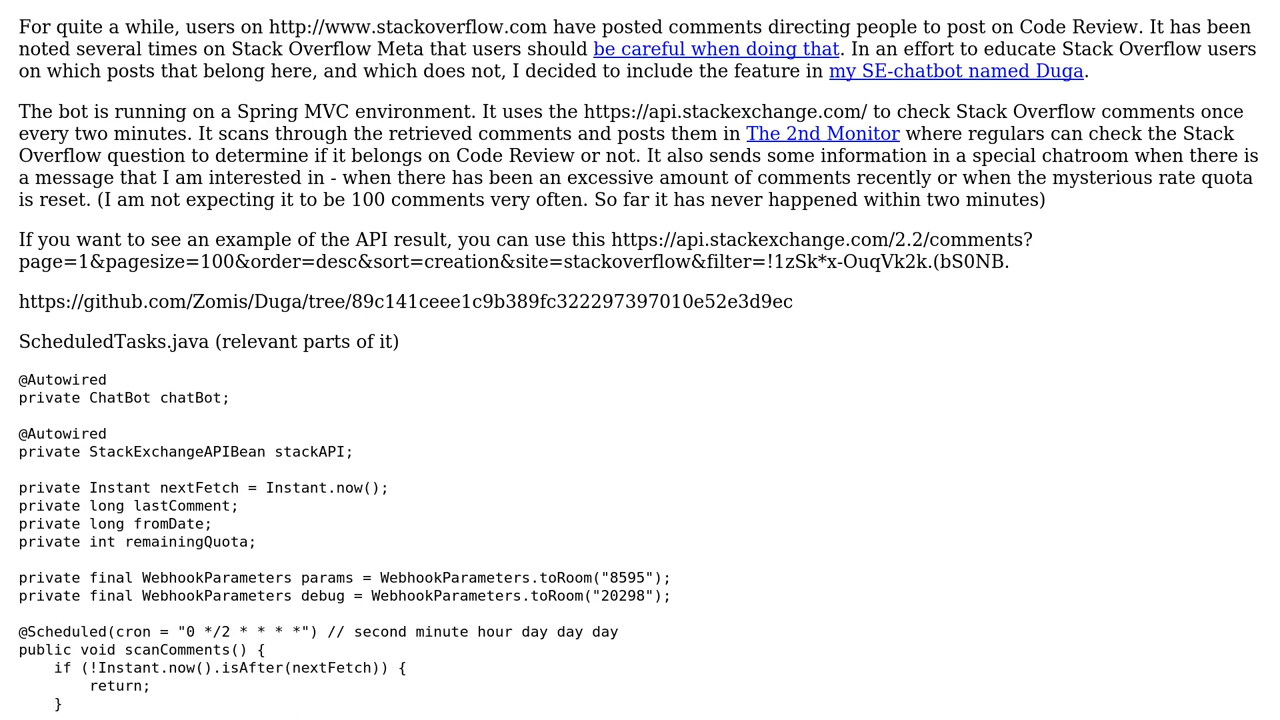 For quite a while, users on http://www.stackoverflow.com have posted comments directing people to post on Code Review. It has been
noted several times on Stack Overflow Meta that users should be careful when doing that. In an effort to educate Stack Overflow users
on which posts that belong here, and which does not, I decided to include the feature in my SE-chatbot named Duga.
The bot is running on a Spring MVC environment. It uses the https://api.stackexchange.com/ to check Stack Overflow comments once
every two minutes. It scans through the retrieved comments and posts them in The 2nd Monitor where regulars can check the Stack
Overflow question to determine if it belongs on Code Review or not. It also sends some information in a special chatroom when there is
a message that I am interested in - when there has been an excessive amount of comments recently or when the mysterious rate quota
is reset. (I am not expecting it to be 100 comments very often. So far it has never happened within two minutes)
If you want to see an example of the API result, you can use this https://api.stackexchange.com/2.2/comments?
page=1&pagesize=100&order=desc&sort=creation&site=stackoverflow&filter=!1zSk*x-OuqVk2k.(bS0NB.
https://github.com/Zomis/Duga/tree/89c141ceee1c9b389fc322297397010e52e3d9ec
ScheduledTasks.java (relevant parts of it)
@Autowired
private ChatBot chatBot;
@Autowired
private StackExchangeAPIBean stackAPI;
private Instant nextFetch = Instant.now();
private long lastComment;
private long fromDate;
private int remainingQuota;
private final WebhookParameters params = WebhookParameters.toRoom("8595");
private final WebhookParameters debug = WebhookParameters.toRoom("20298");
@Scheduled(cron = "0 */2 * * * *") // second minute hour day day day
public void scanComments() {
    if (!Instant.now().isAfter(nextFetch)) {
        return;
    }